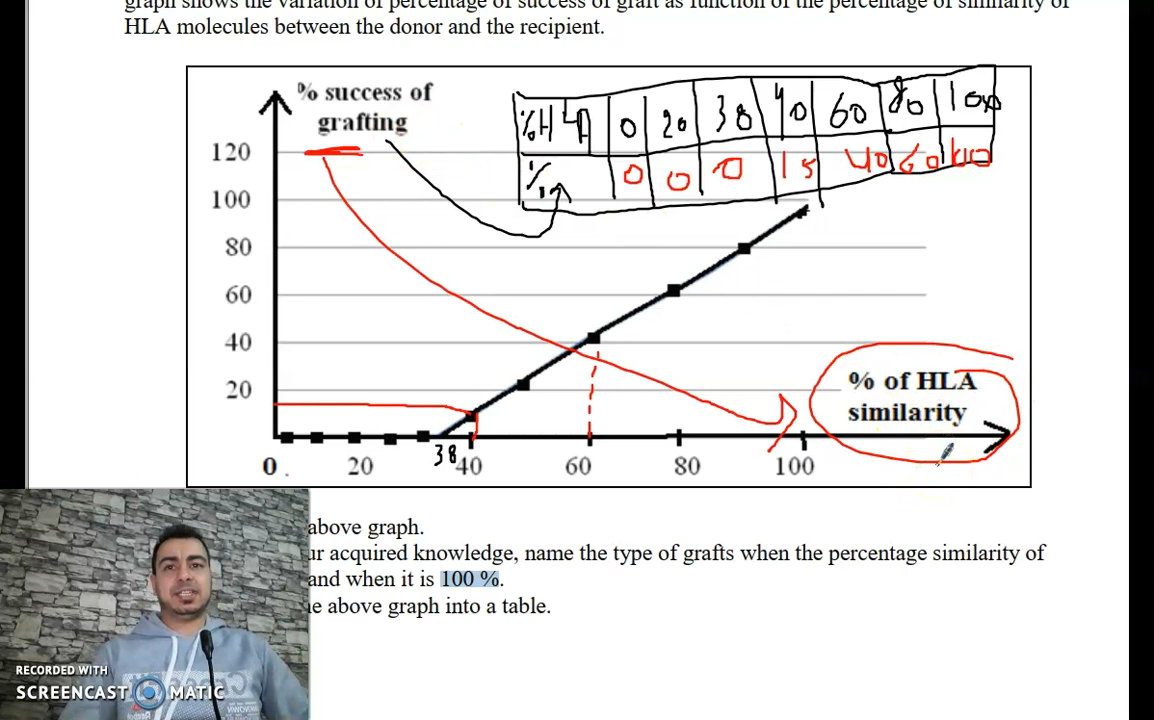 graph shows the variation of percentage of success of graft as function of the percentage of similarity of
HLA molecules between the donor and the recipient.
% success of
grafting
%HLA 0 20 38 40 60 80 100
% 0 0 0 15 40 60 100
120
100
80
60
40
20
% of HLA
similarity
38
0 . 20 40 60 80 100
above graph.
ur acquired knowledge, name the type of grafts when the percentage similarity of
and when it is 100 %.
e above graph into a table.
RECORDED WITH
SCREENCAST MATIC